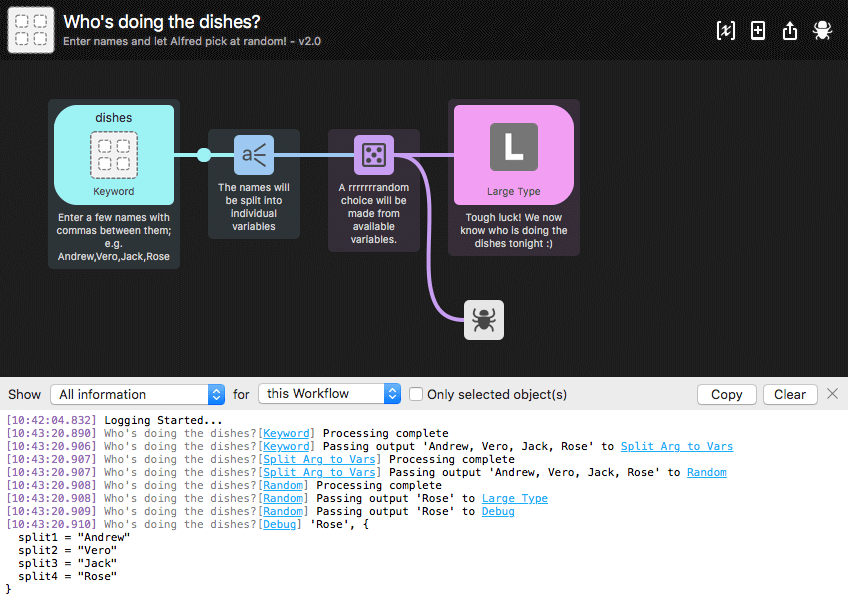 Who's doing the dishes?
Enter names and let Alfred pick at random! - v2.0
dishes
Keyword
Enter a few names with
commas between them;
e.g.
Andrew,Vero,Jack,Rose
a
The names will
be split into
individual
variables
A rrrrrrrandom
choice will be
made from
available
variables.
L
Large Type
Tough luck! We now
know who is doing the
dishes tonight :)
Show All information for this Workflow Only selected object(s) Copy Clear
[10:42:04.832] Logging Started...
[10:43:20.890] Who's doing the dishes?[Keyword] Processing complete
[10:43:20.906] Who's doing the dishes?[Keyword] Passing output 'Andrew, Vero, Jack, Rose' to Split Arg to Vars
[10:43:20.907] Who's doing the dishes?[Split Arg to Vars] Processing complete
[10:43:20.907] Who's doing the dishes?[Split Arg to Vars] Passing output 'Andrew, Vero, Jack, Rose' to Random
[10:43:20.908] Who's doing the dishes?[Random] Processing complete
[10:43:20.908] Who's doing the dishes?[Random] Passing output 'Rose' to Large Type
[10:43:20.909] Who's doing the dishes?[Random] Passing output 'Rose' to Debug
[10:43:20.910] Who's doing the dishes?[Debug] 'Rose', {
split1 = "Andrew"
split2 = "Vero"
split3 = "Jack"
split4 = "Rose"
}